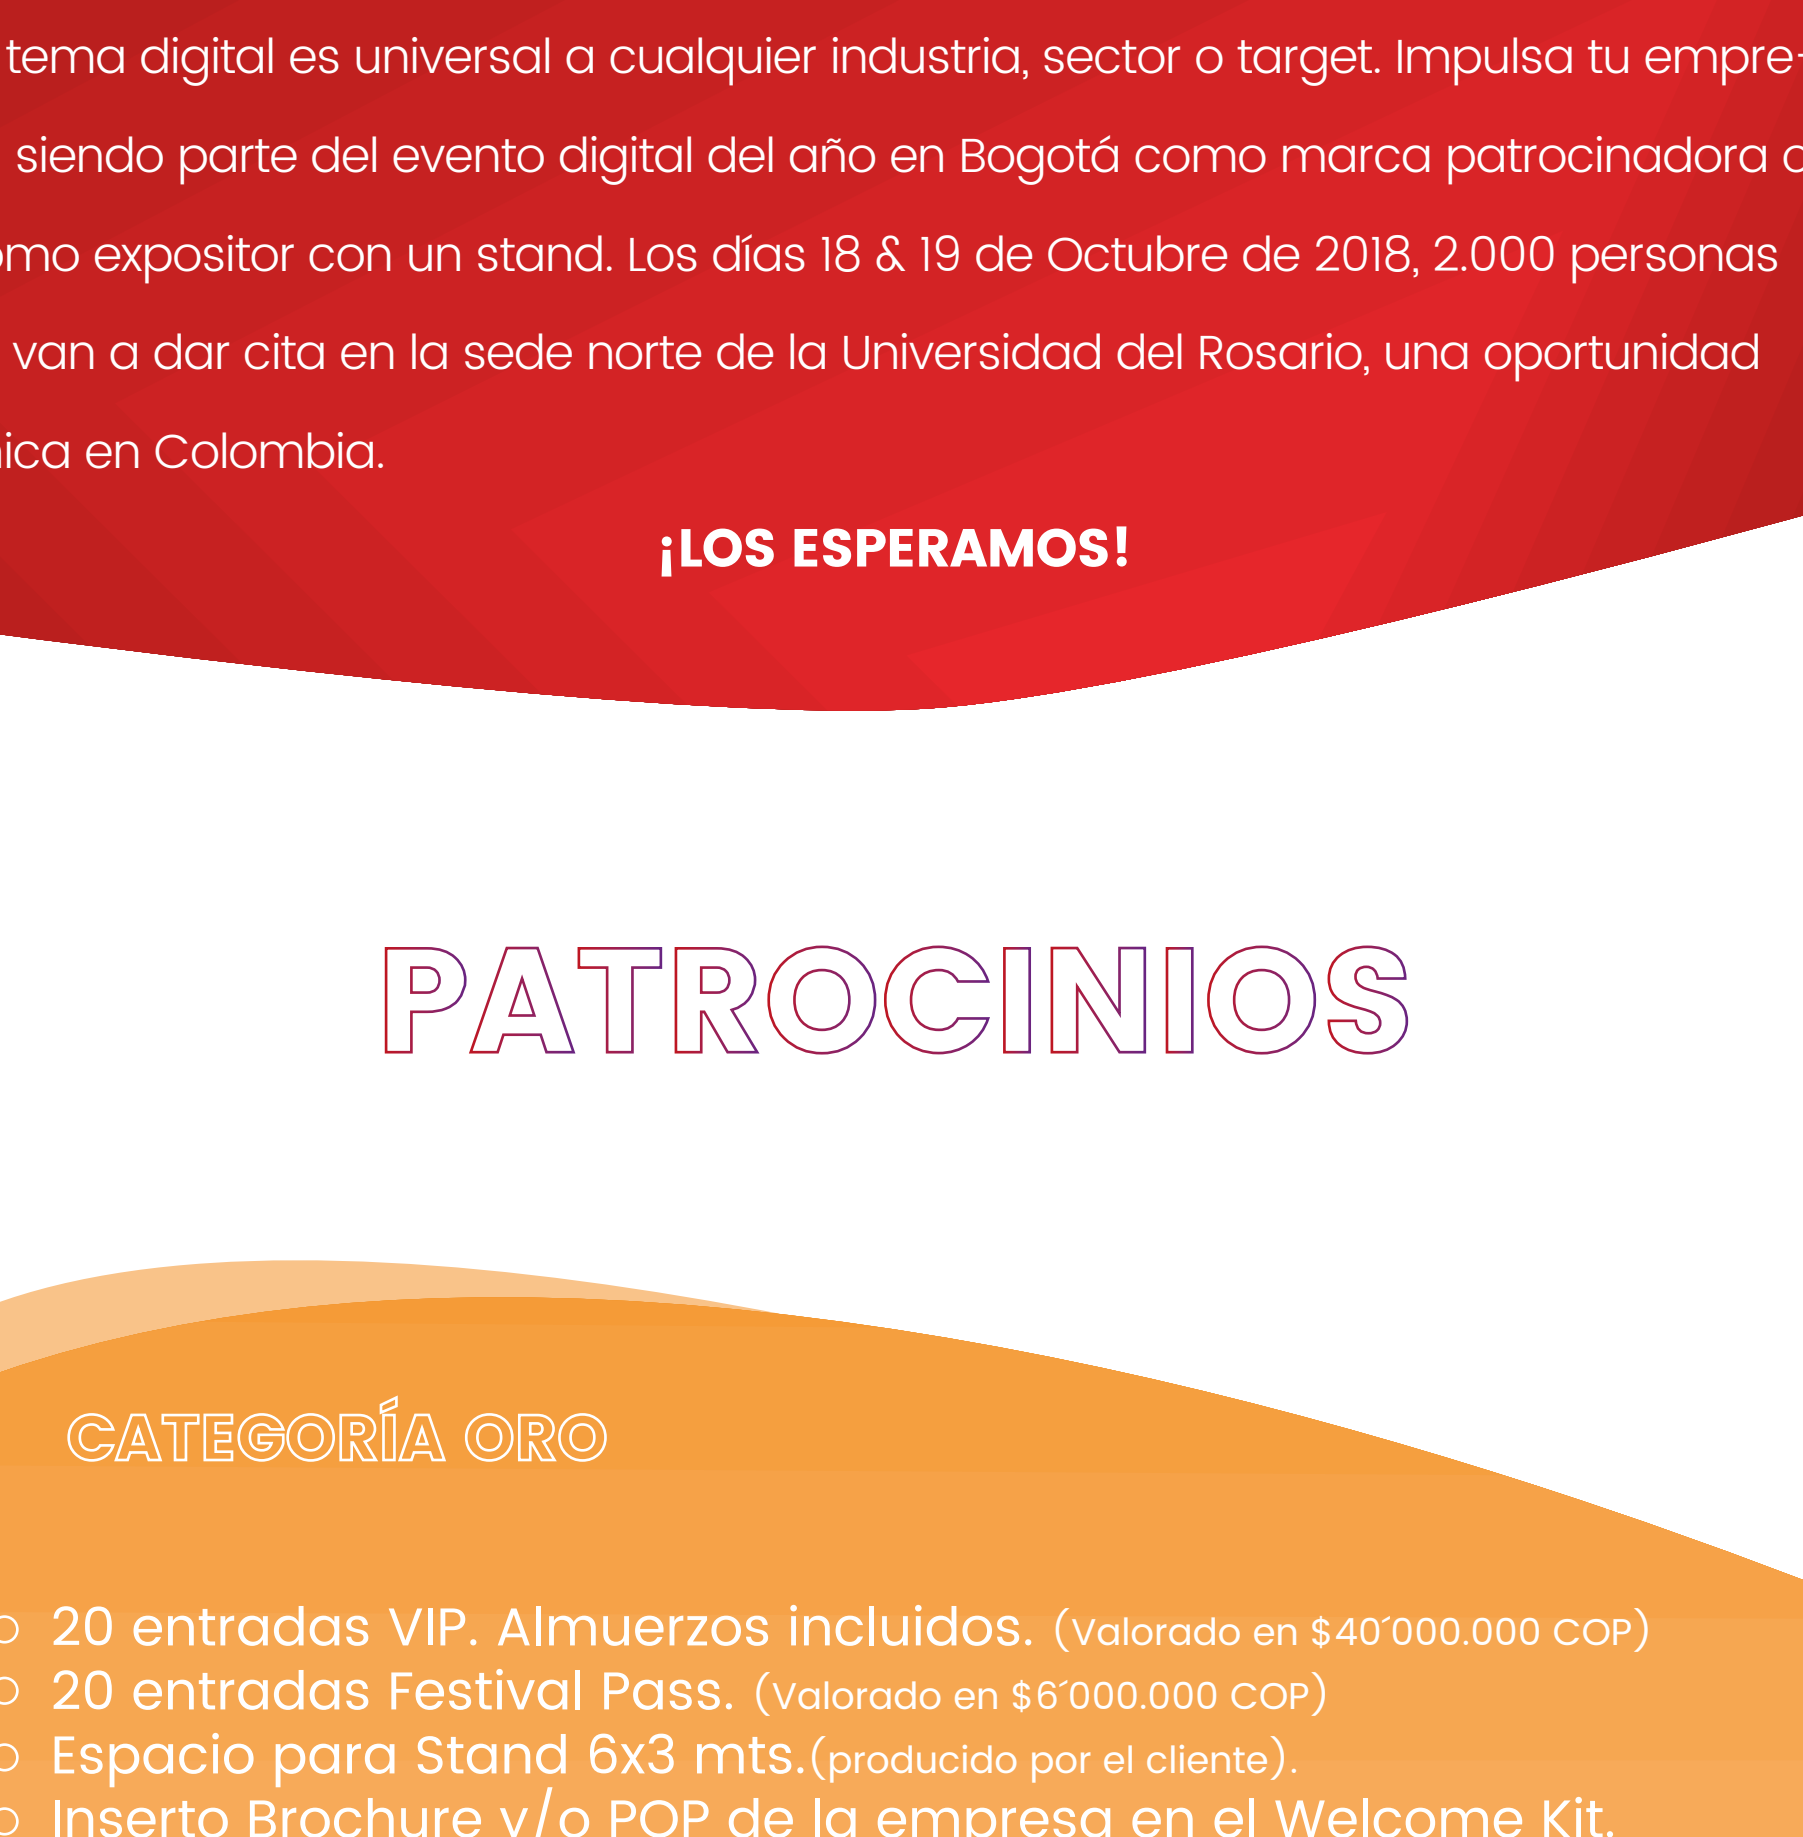 tema digital es universal a cualquier industria, sector o target. Impulsa tu empre-
siendo parte del evento digital del año en Bogotá como marca patrocinadora o
omo expositor con un stand. Los días 18 & 19 de Octubre de 2018, 2.000 personas
van a dar cita en la sede norte de la Universidad del Rosario, una oportunidad
nica en Colombia.
¡LOS ESPERAMOS!
PATROCINIOS
CATEGORÍA ORO
○ 20 entradas VIP. Almuerzos incluidos. (Valorado en $40´000.000 COP)
○ 20 entradas Festival Pass. (Valorado en $6´000.000 COP)
○ Espacio para Stand 6x3 mts.(producido por el cliente).
○ Inserto Brochure y/o POP de la empresa en el Welcome Kit.